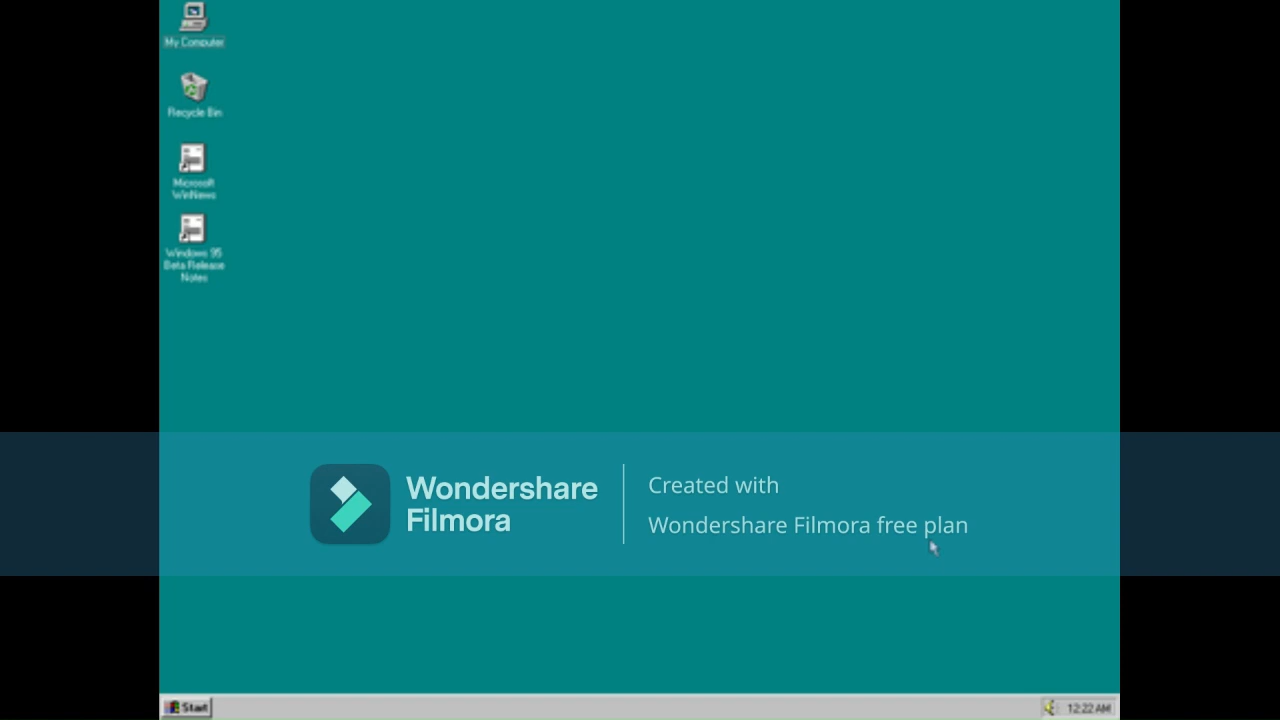 My Computer
Recycle Bin
Microsoft
WinNews
Windows 95
Beta Release
Notes
Wondershare
Filmora
Created with
Wondershare Filmora free plan
Start
12:22 AM